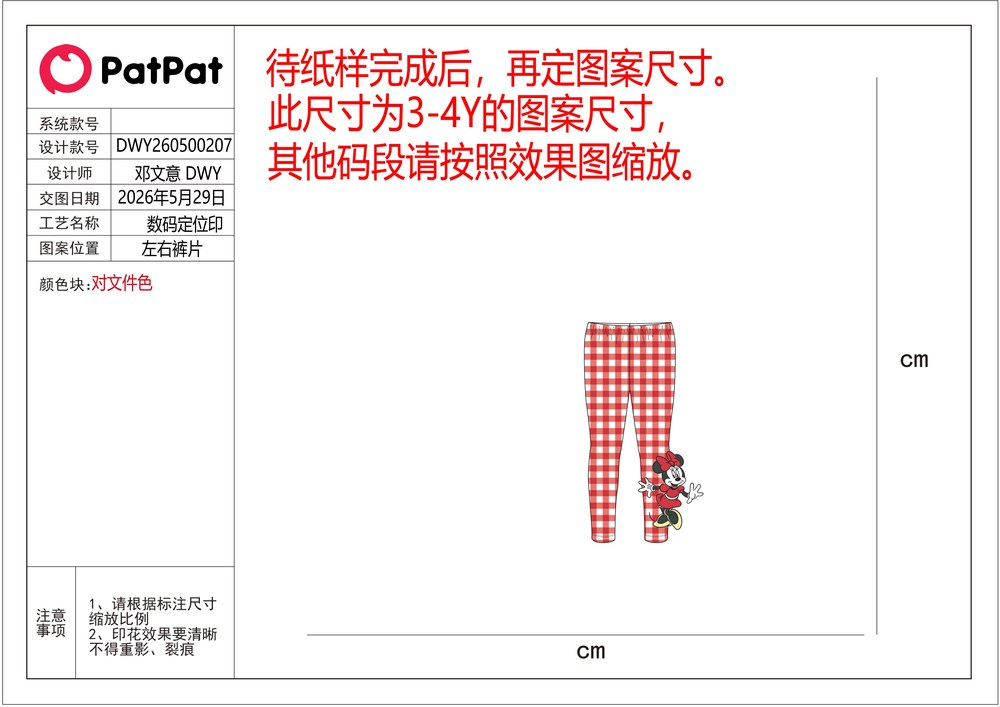 PatPat
待纸样完成后，再定图案尺寸。
此尺寸为3-4Y的图案尺寸，
其他码段请按照效果图缩放。
系统款号
设计款号 DWY260500207
设计师 邓文意 DWY
交图日期 2026年5月29日
工艺名称 数码定位印
图案位置 左右裤片
颜色块:对文件色
cm
cm
注意
事项
1、请根据标注尺寸
缩放比例
2、印花效果要清晰
不得重影、裂痕